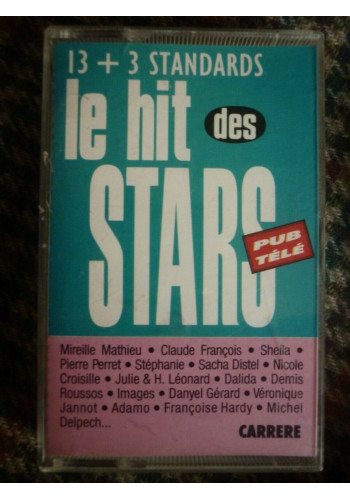 13 + 3 STANDARDS
le hit des
STARS
PUB
TÉLÉ
Mireille Mathieu • Claude François • Sheila •
Pierre Perret • Stéphanie • Sacha Distel • Nicole
Croisille • Julie & H. Léonard • Dalida • Demis
Roussos • Images • Danyel Gérard • Véronique
Jannot • Adamo • Françoise Hardy • Michel
Delpech...
CARRERE